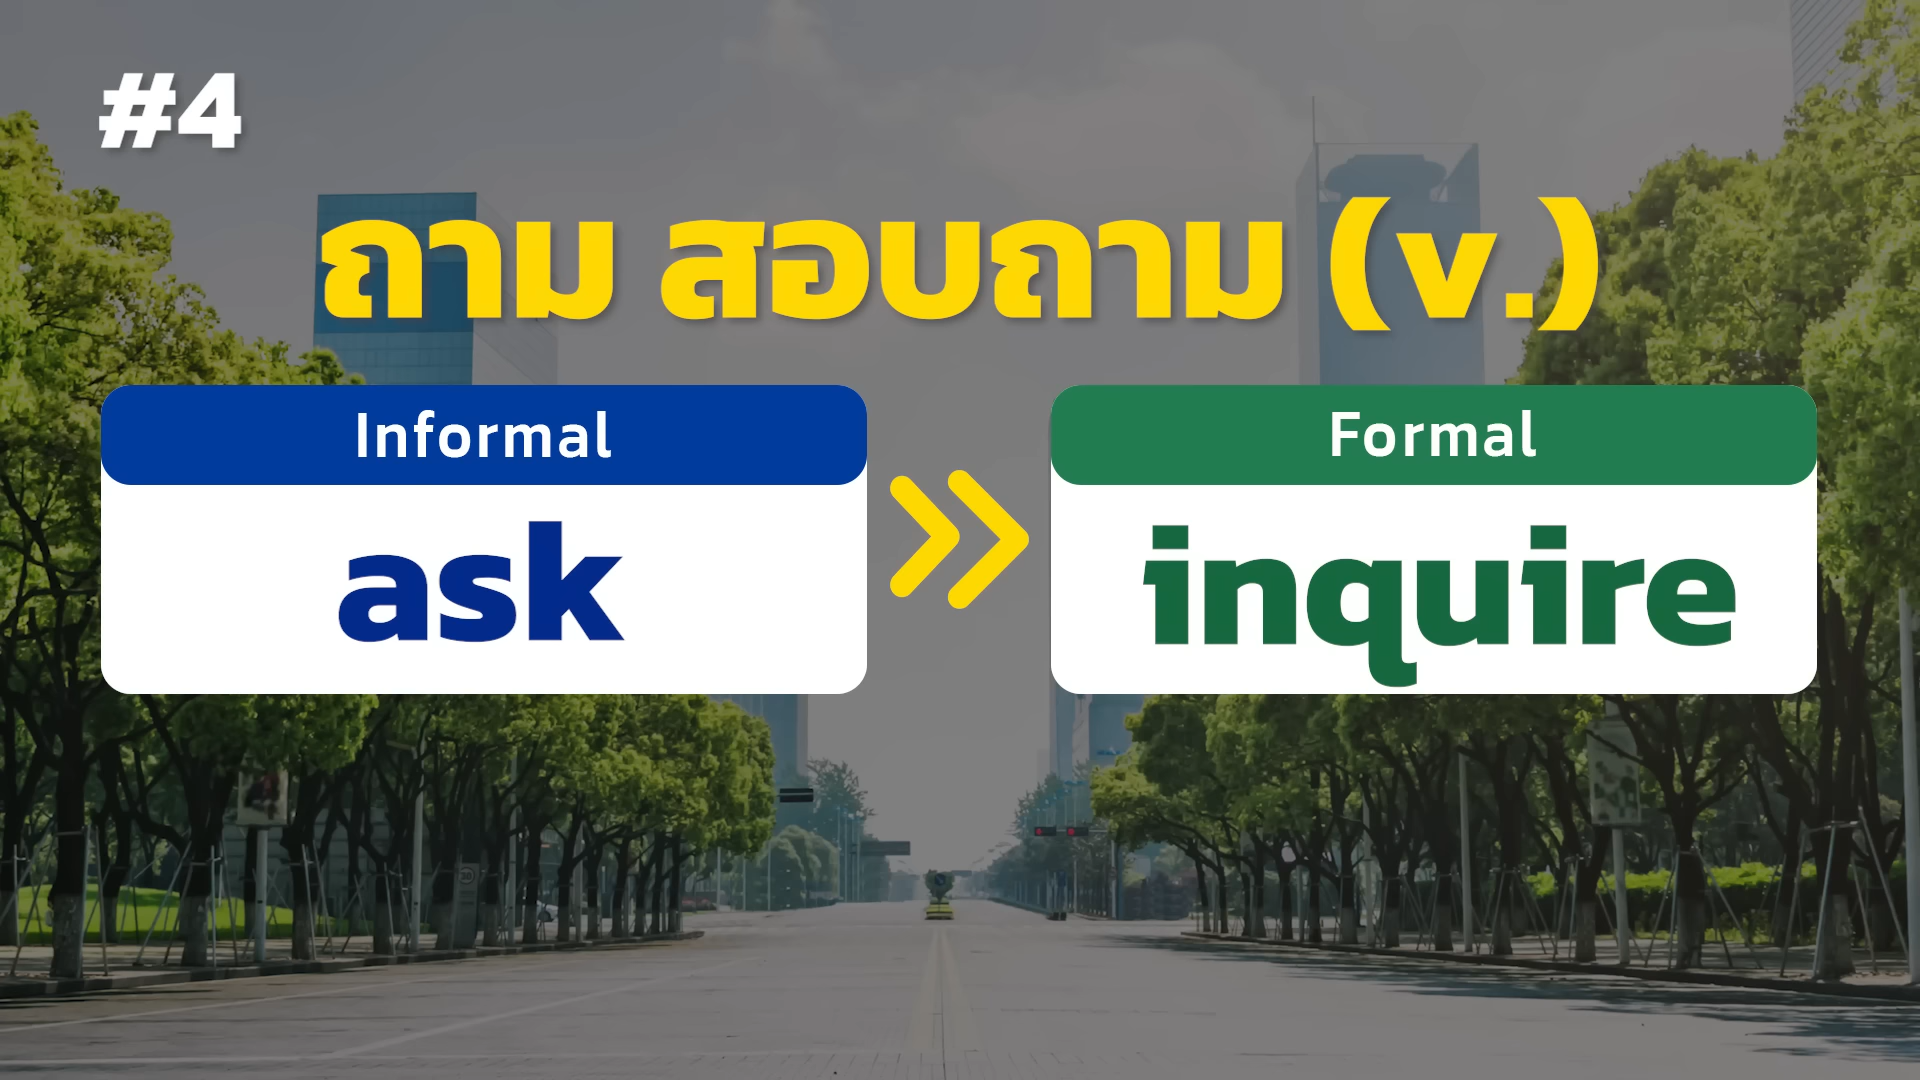 #4
ถาม สอบถาม (v.)
Informal
ask
Formal
inquire